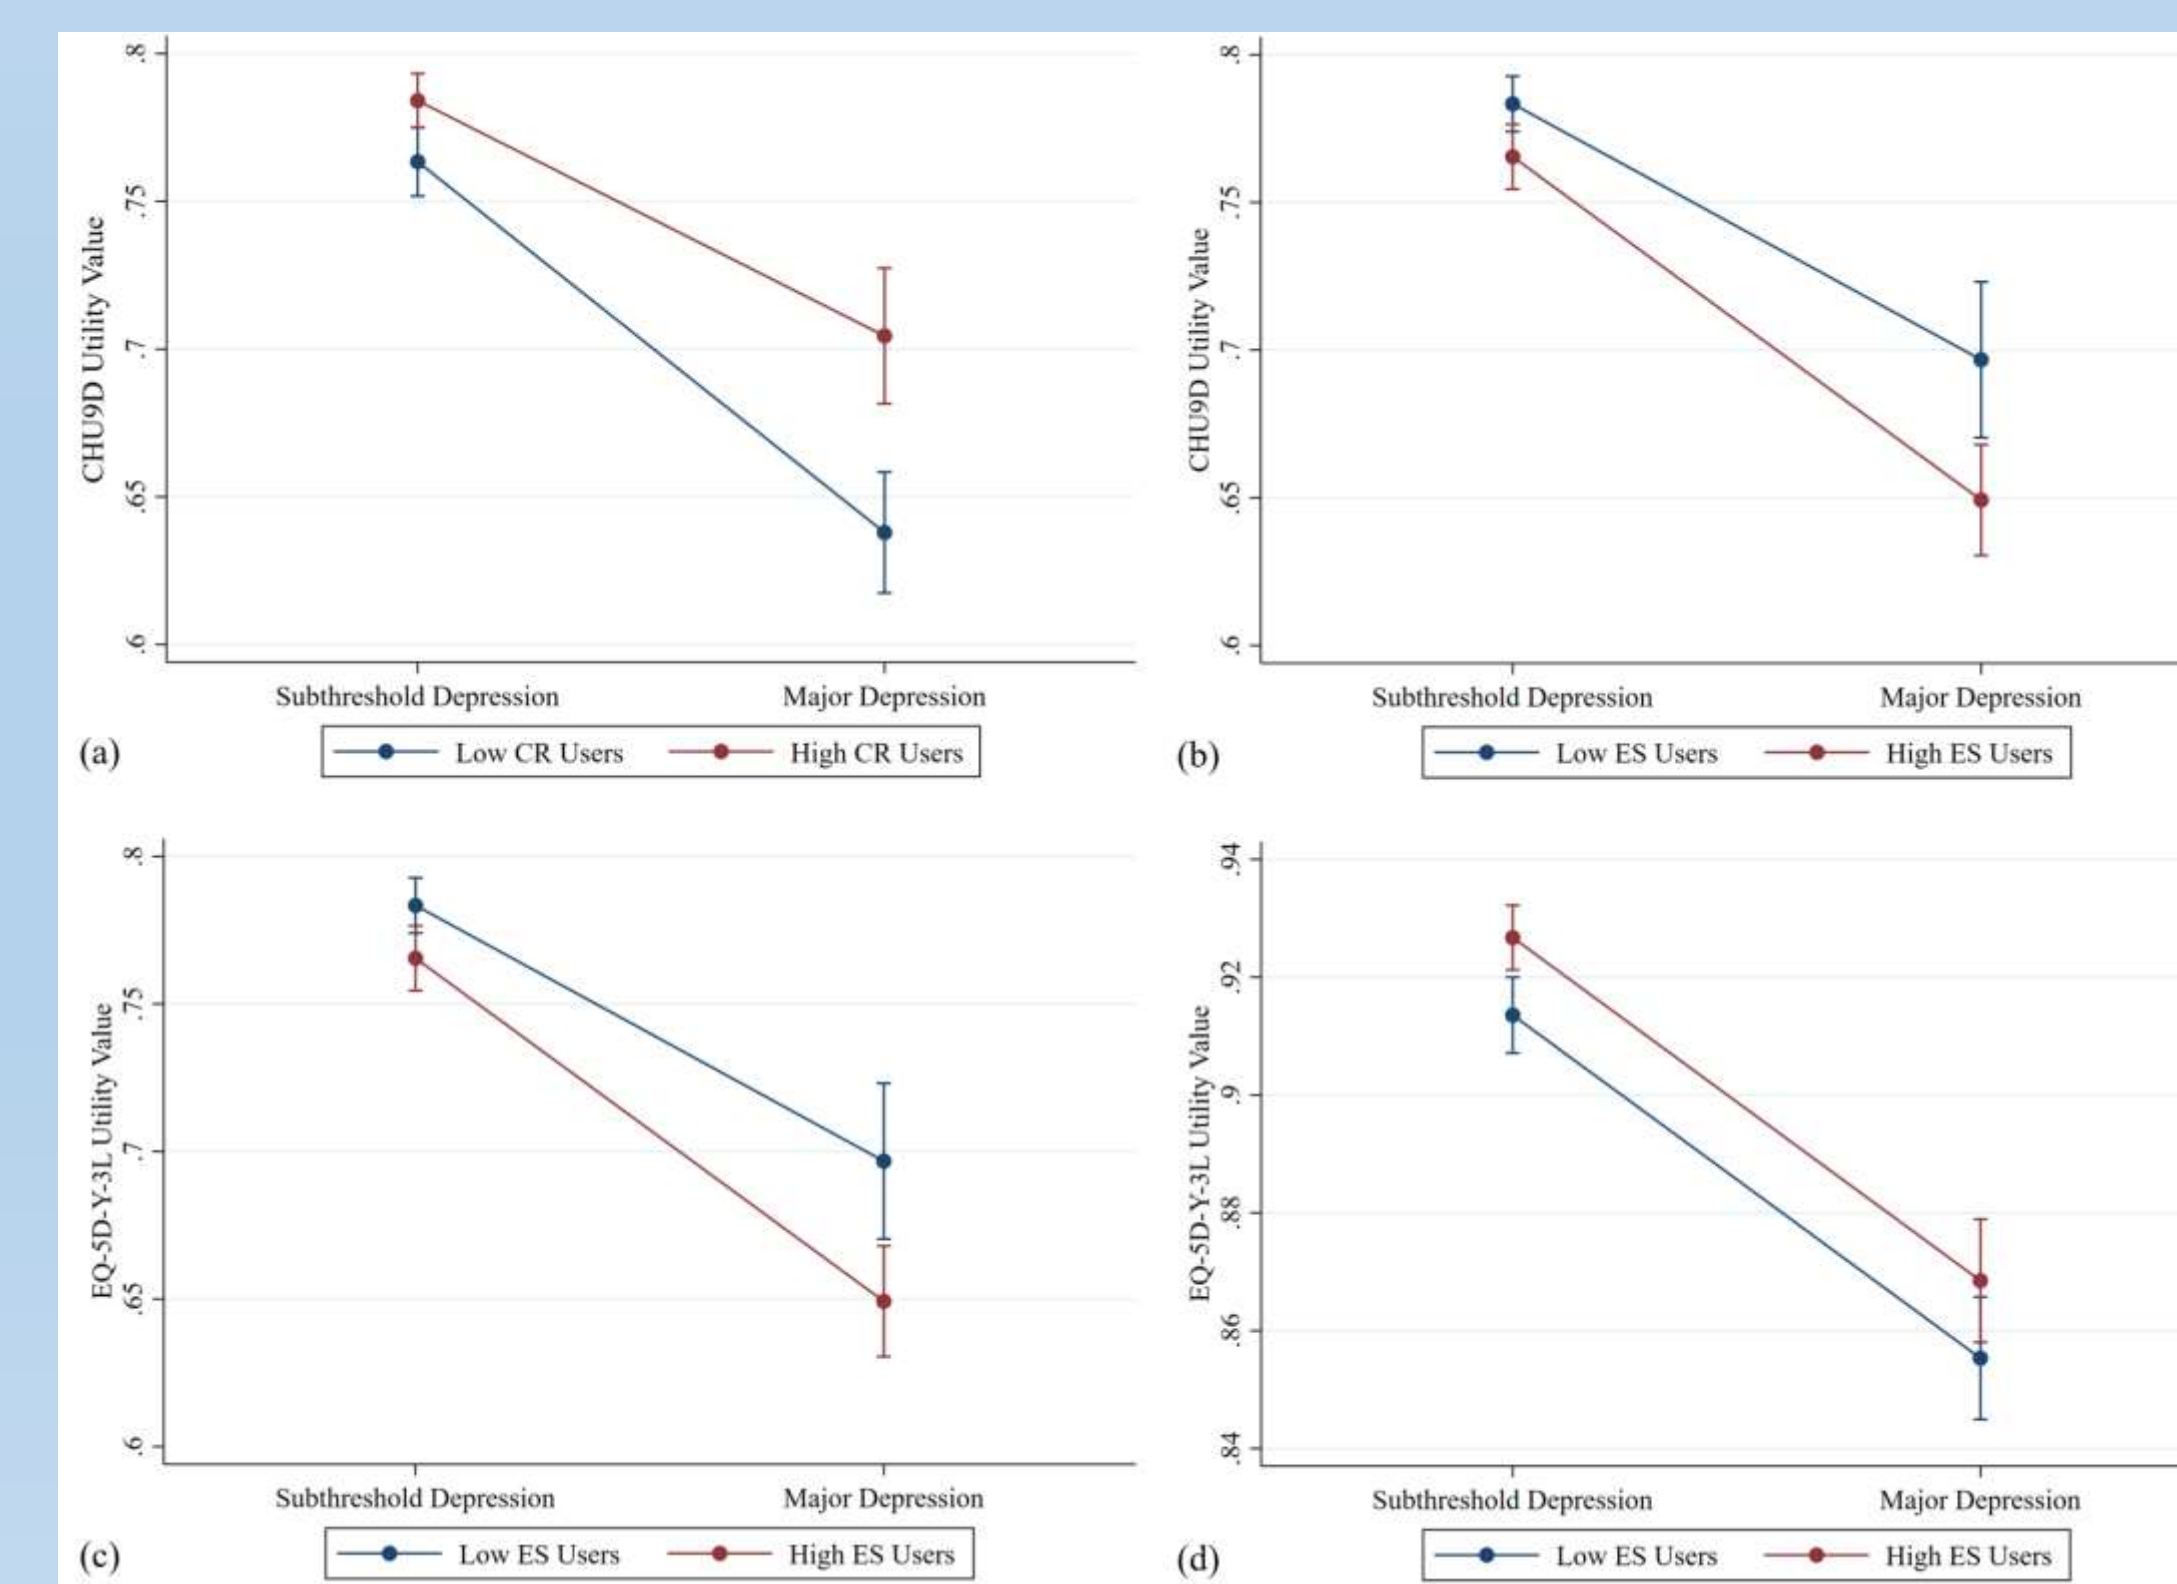 CHU9D Utility Value
.8
.75
.7
.65
.6
Subthreshold Depression
Major Depression
(a)
Low CR Users
High CR Users
CHU9D Utility Value
.8
.75
.7
.65
.6
Subthreshold Depression
Major Depression
(b)
Low ES Users
High ES Users
EQ-5D-Y-3L Utility Value
.8
.75
.7
.65
.6
Subthreshold Depression
Major Depression
(c)
Low ES Users
High ES Users
EQ-5D-Y-3L Utility Value
.94
.92
.9
.88
.86
.84
Subthreshold Depression
Major Depression
(d)
Low ES Users
High ES Users